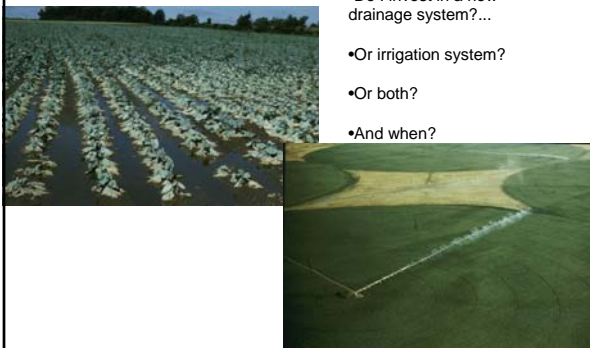 drainage system?...
•Or irrigation system?
•Or both?
•And when?